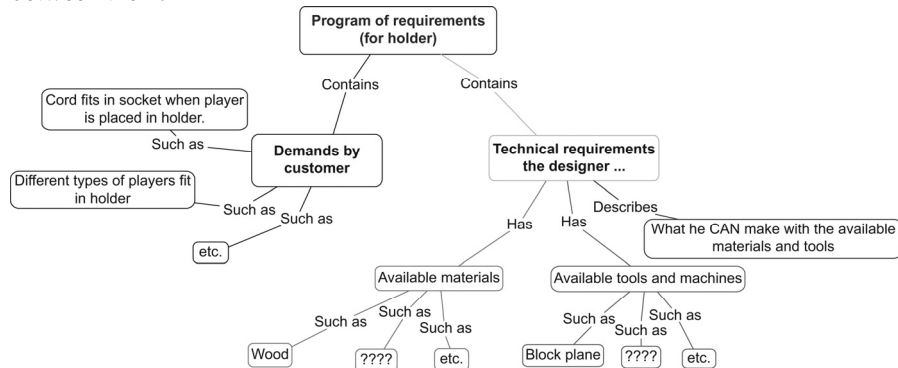 Program of requirements
(for holder)
Contains
Contains
Cord fits in socket when player
is placed in holder.
Such as
Demands by
customer
Technical requirements
the designer ...
Different types of players fit
in holder
Such as
Such as
etc.
Has
Has
Describes
What he CAN make with the available
materials and tools
Available materials
Available tools and machines
Such as
Such as
Such as
Such as
Such as
Such as
Wood
????
etc.
Block plane
????
etc.